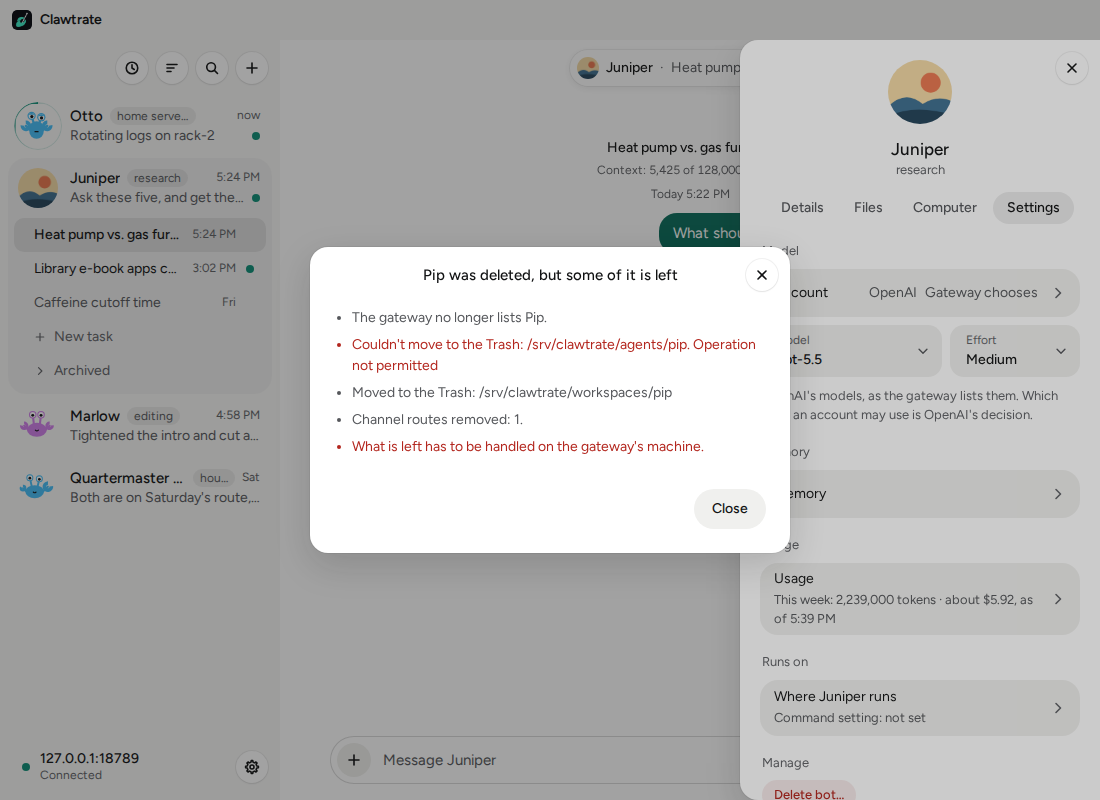 Clawtrate
Otto home serve... now
Rotating logs on rack-2
Juniper research 5:24 PM
Ask these five, and get the...
Heat pump vs. gas fur... 5:24 PM
Library e-book apps c... 3:02 PM
Caffeine cutoff time Fri
New task
Archived
Marlow editing 4:58 PM
Tightened the intro and cut a...
Quartermaster ... hou... Sat
Both are on Saturday's route,...
127.0.0.1:18789
Connected
Juniper · Heat pump
Heat pump vs. gas fur
Context: 5,425 of 128,000
Today 5:22 PM
What shou
Message Juniper
Pip was deleted, but some of it is left
The gateway no longer lists Pip.
Couldn't move to the Trash: /srv/clawtrate/agents/pip. Operation
not permitted
Moved to the Trash: /srv/clawtrate/workspaces/pip
Channel routes removed: 1.
What is left has to be handled on the gateway's machine.
Close
Juniper
research
Details Files Computer Settings
OpenAI Gateway chooses
Effort
Medium
models, as the gateway lists them. Which
an account may use is OpenAI's decision.
Usage
This week: 2,239,000 tokens · about $5.92, as
of 5:39 PM
Runs on
Where Juniper runs
Command setting: not set
Manage
Delete bot...